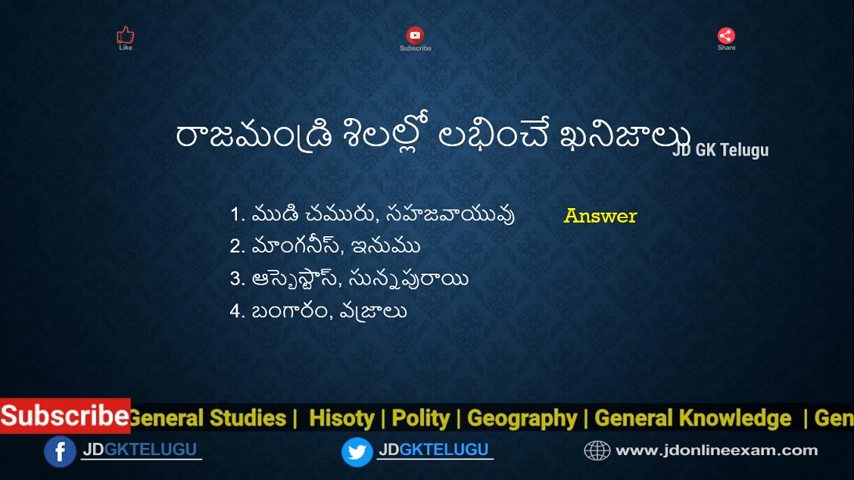 Like
Subscribe
Share
రాజమండ్రి శిలల్లో లభించే ఖనిజాలు
JD GK Telugu
1. ముడి చమురు, సహజవాయువు
Answer
2. మాంగనీస్, ఇనుము
3. ఆస్బెస్టాస్, సున్నపురాయి
4. బంగారం, వజ్రాలు
Subscribe
General Studies | Hisoty | Polity | Geography | General Knowledge | Gen
JDGKTELUGU
JDGKTELUGU
www.jdonlineexam.com